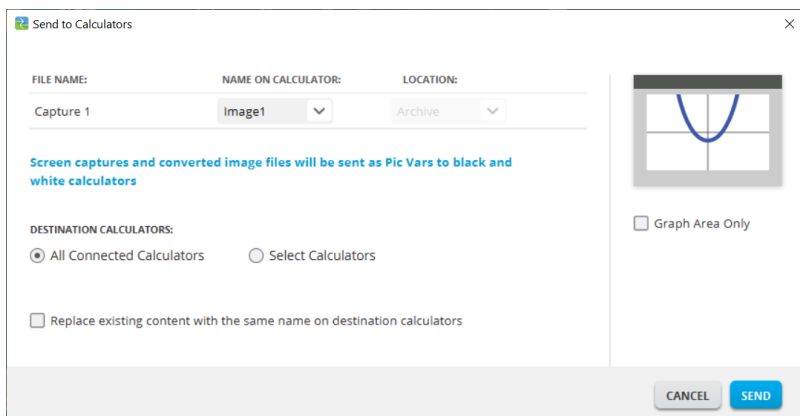 Send to Calculators
FILE NAME: NAME ON CALCULATOR: LOCATION:
Capture 1 Image1 Archive
Screen captures and converted image files will be sent as Pic Vars to black and
white calculators
Graph Area Only
DESTINATION CALCULATORS:
All Connected Calculators Select Calculators
Replace existing content with the same name on destination calculators
CANCEL SEND